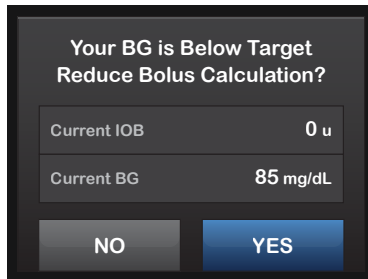 Your BG is Below Target
Reduce Bolus Calculation?
Current IOB 0 u
Current BG 85 mg/dL
NO YES